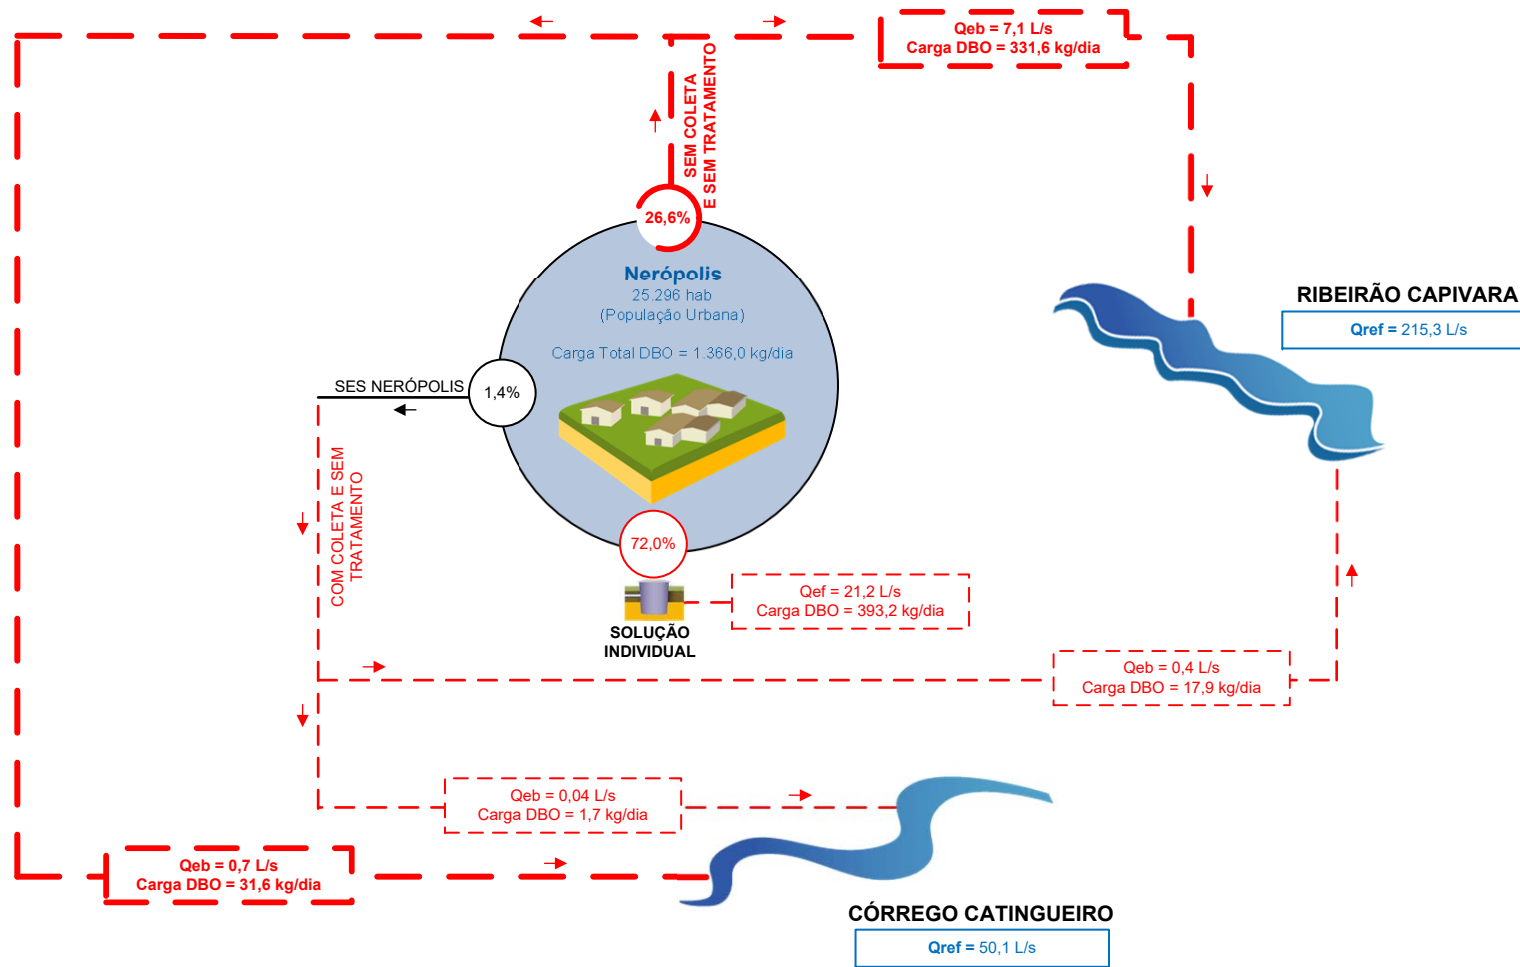 Qeb = 7,1 L/s
Carga DBO = 331,6 kg/dia
SEM COLETA
E SEM TRATAMENTO
26,6%
Nerópolis
25.296 hab
(População Urbana)
Carga Total DBO = 1.366,0 kg/dia
RIBEIRÃO CAPIVARA
Qref = 215,3 L/s
SES NERÓPOLIS
1,4%
COM COLETA E SEM
TRATAMENTO
72,0%
Qef = 21,2 L/s
Carga DBO = 393,2 kg/dia
SOLUÇÃO
INDIVIDUAL
Qeb = 0,4 L/s
Carga DBO = 17,9 kg/dia
Qeb = 0,04 L/s
Carga DBO = 1,7 kg/dia
Qeb = 0,7 L/s
Carga DBO = 31,6 kg/dia
CÓRREGO CATINGUEIRO
Qref = 50,1 L/s